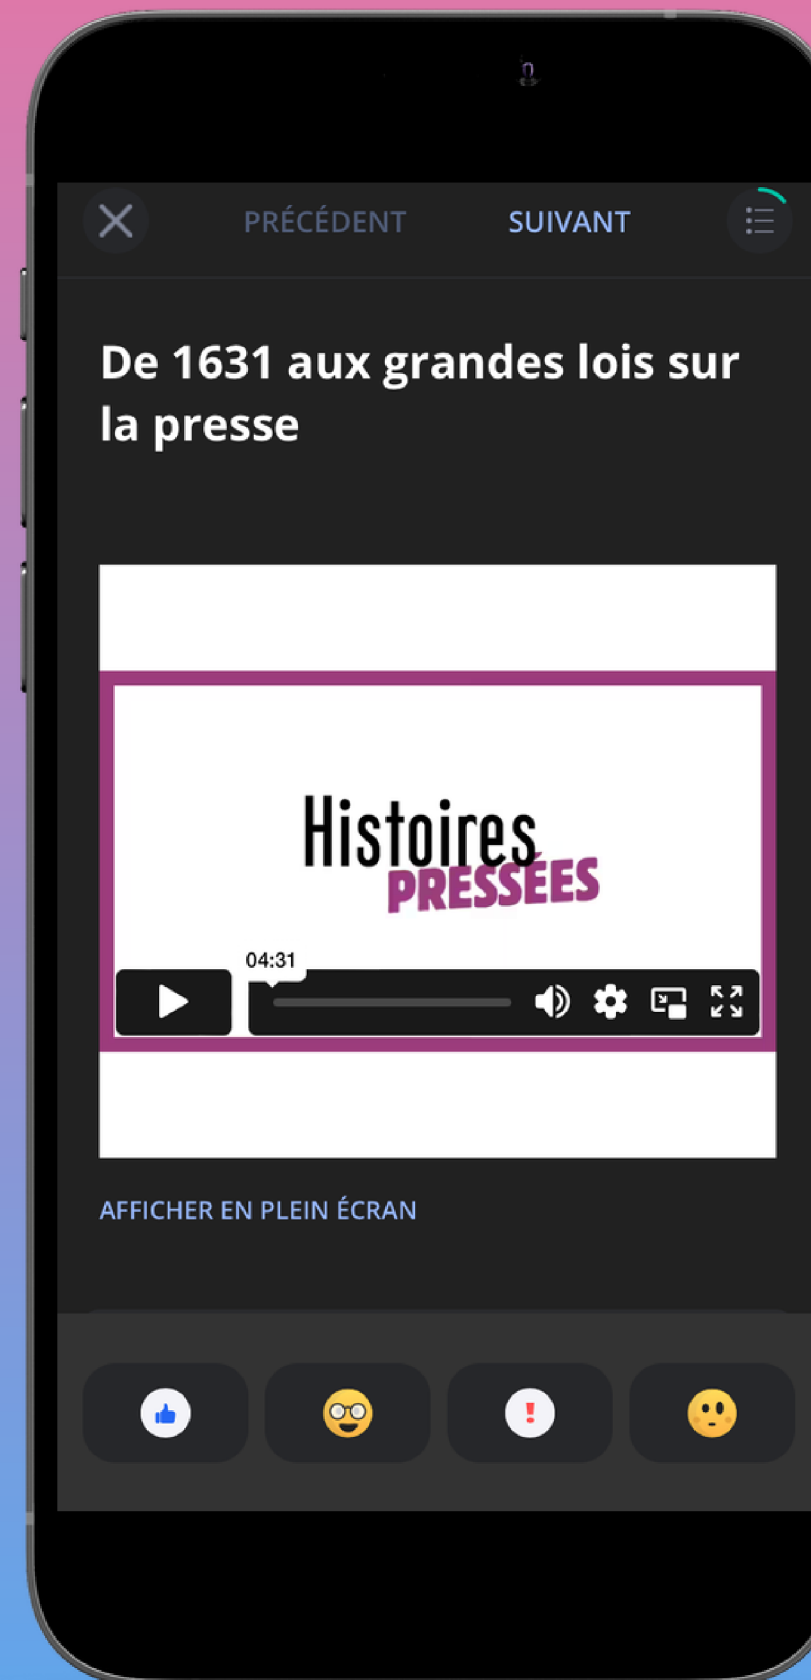 PRÉCÉDENT
SUIVANT
De 1631 aux grandes lois sur
la presse
Histoires
PRESSÉES
04:31
AFFICHER EN PLEIN ÉCRAN